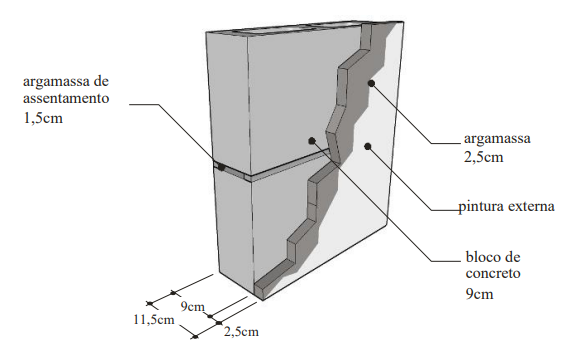 argamassa de
assentamento
1,5cm
argamassa
2,5cm
pintura externa
bloco de
concreto
9cm
9cm
11,5cm
2,5cm